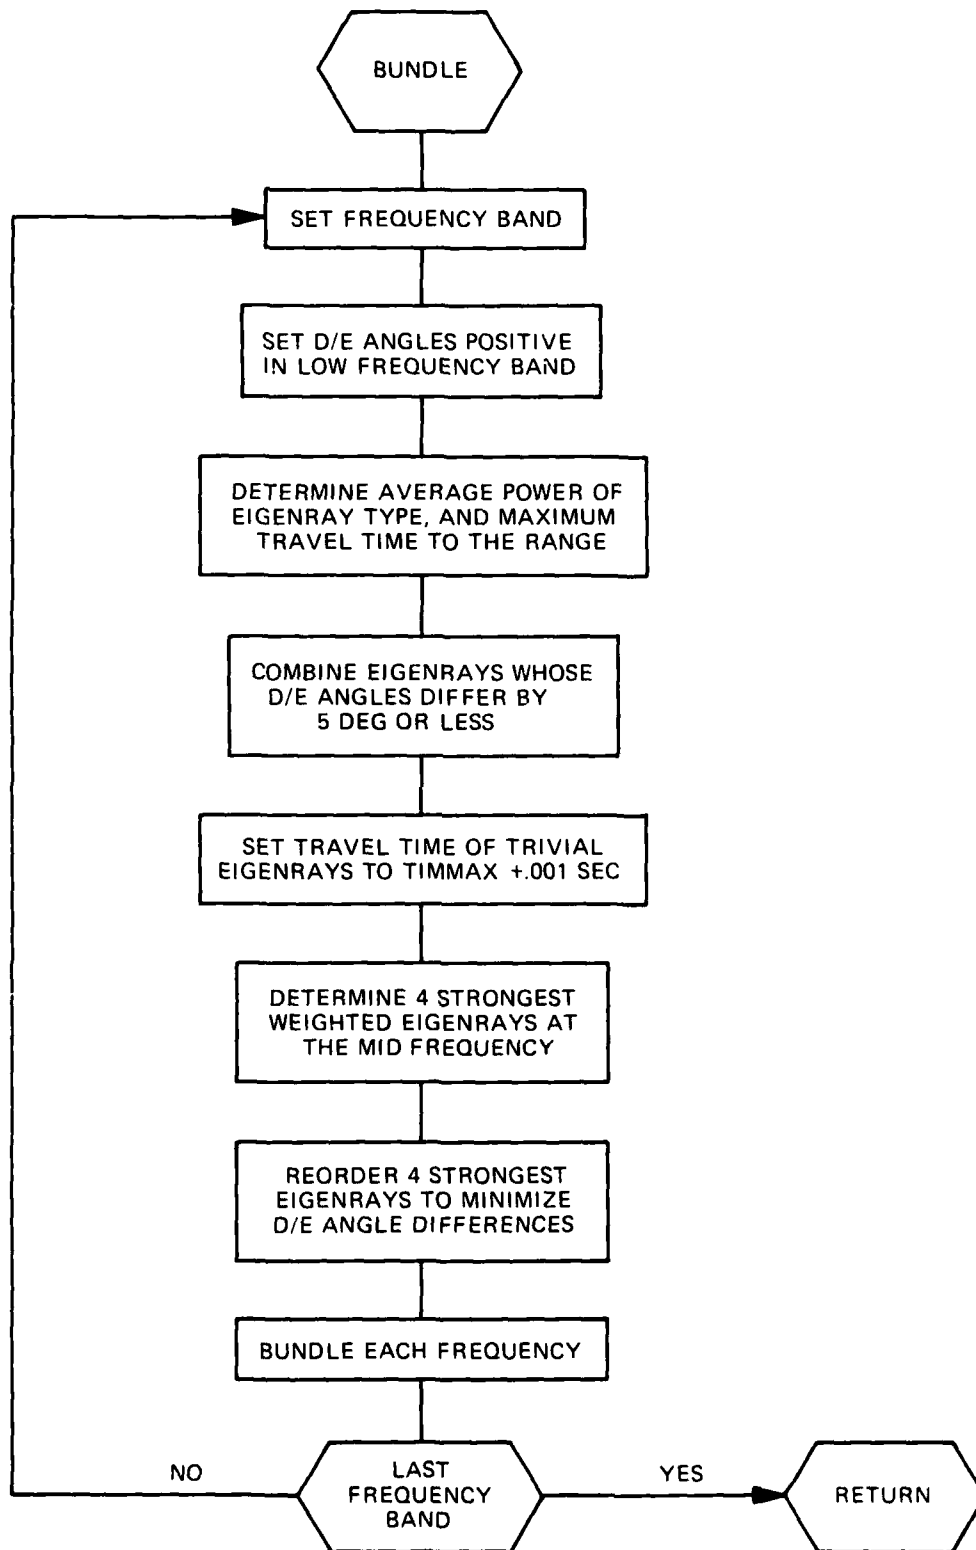 BUNDLE
SET FREQUENCY BAND
SET D/E ANGLES POSITIVE
IN LOW FREQUENCY BAND
DETERMINE AVERAGE POWER OF
EIGENRAY TYPE, AND MAXIMUM
TRAVEL TIME TO THE RANGE
COMBINE EIGENRAYS WHOSE
D/E ANGLES DIFFER BY
5 DEG OR LESS
SET TRAVEL TIME OF TRIVIAL
EIGENRAYS TO TIMMAX +.001 SEC
DETERMINE 4 STRONGEST
WEIGHTED EIGENRAYS AT
THE MID FREQUENCY
REORDER 4 STRONGEST
EIGENRAYS TO MINIMIZE
D/E ANGLE DIFFERENCES
BUNDLE EACH FREQUENCY
NO
LAST
FREQUENCY
BAND
YES
RETURN